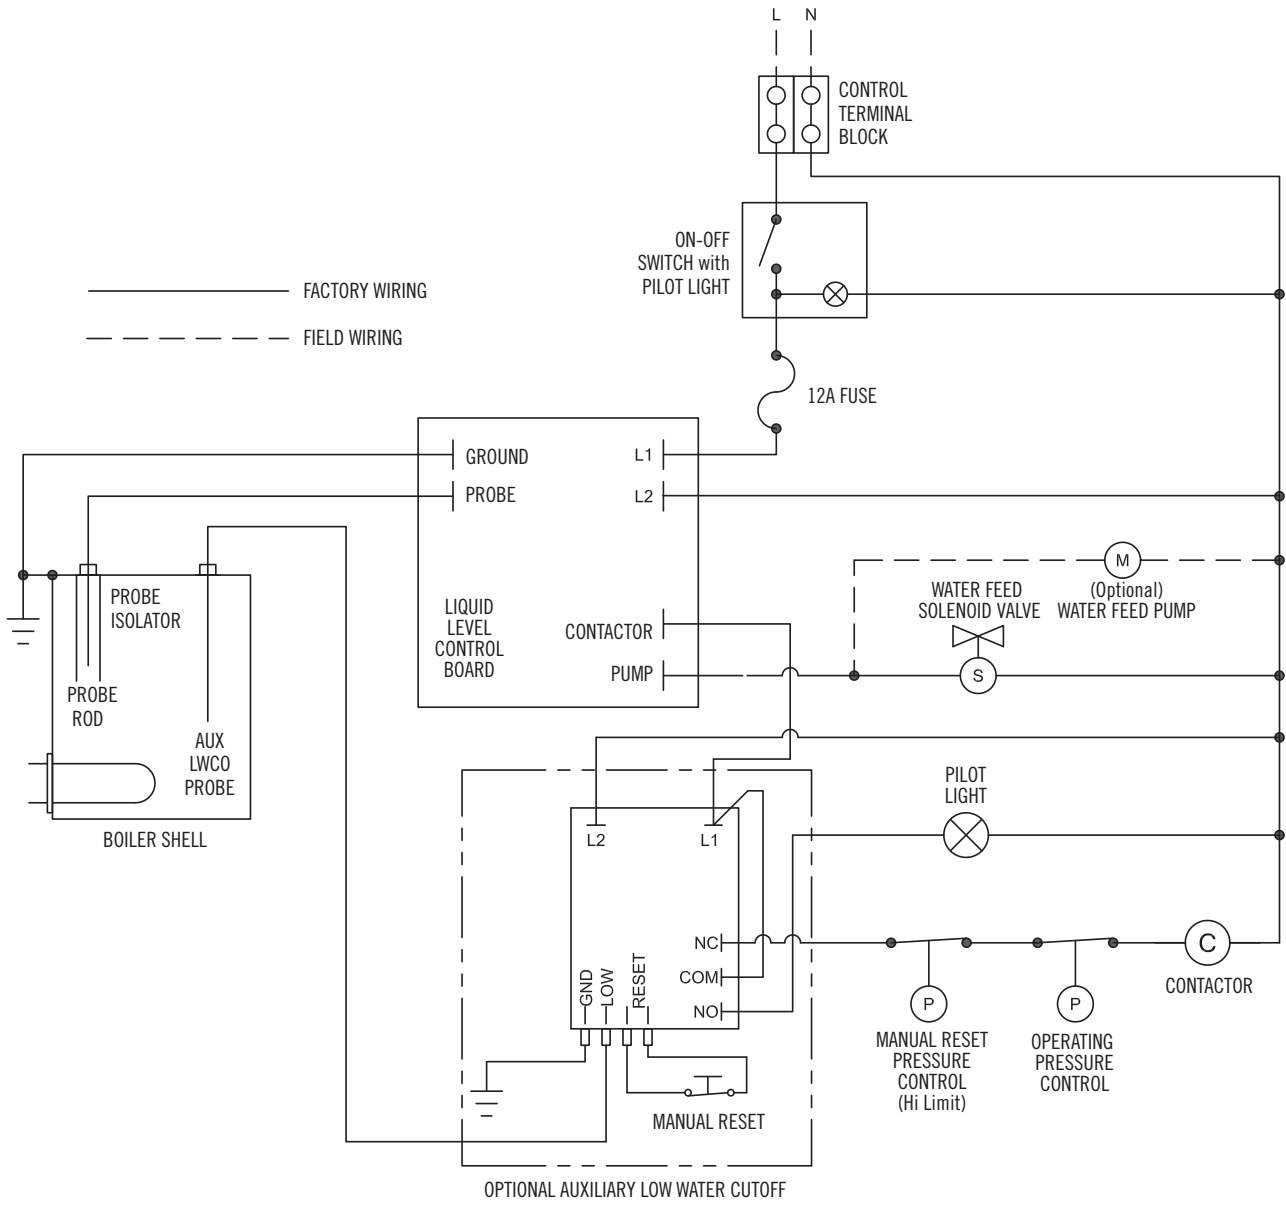 L N
CONTROL
TERMINAL
BLOCK
ON-OFF
SWITCH with
PILOT LIGHT
FACTORY WIRING
FIELD WIRING
12A FUSE
GROUND
L1
PROBE
L2
LIQUID
LEVEL
CONTROL
BOARD
CONTACTOR
PUMP
PROBE
ISOLATOR
PROBE
ROD
AUX
LWCO
PROBE
BOILER SHELL
M
(Optional)
WATER FEED PUMP
WATER FEED
SOLENOID VALVE
S
PILOT
LIGHT
L2
L1
NC
COM
NO
GND
LOW
RESET
MANUAL RESET
OPTIONAL AUXILIARY LOW WATER CUTOFF
P
MANUAL RESET
PRESSURE
CONTROL
(Hi Limit)
P
OPERATING
PRESSURE
CONTROL
C
CONTACTOR